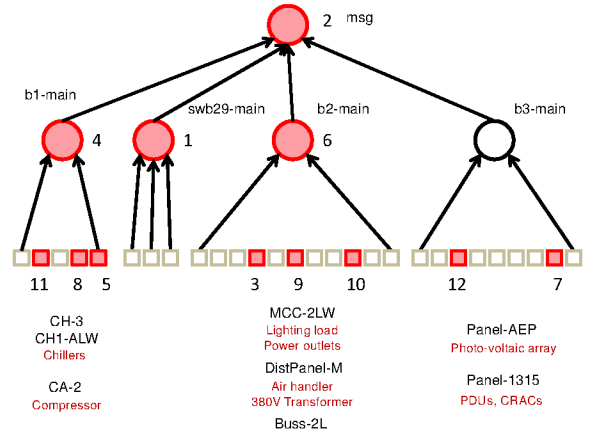 2 msg
b1-main
swb29-main
b2-main
b3-main
4
1
6
11 8 5
3 9 10
12 7
CH-3
CH1-ALW
Chillers
CA-2
Compressor
MCC-2LW
Lighting load
Power outlets
DistPanel-M
Air handler
380V Transformer
Buss-2L
Panel-AEP
Photo-voltaic array
Panel-1315
PDUs, CRACs